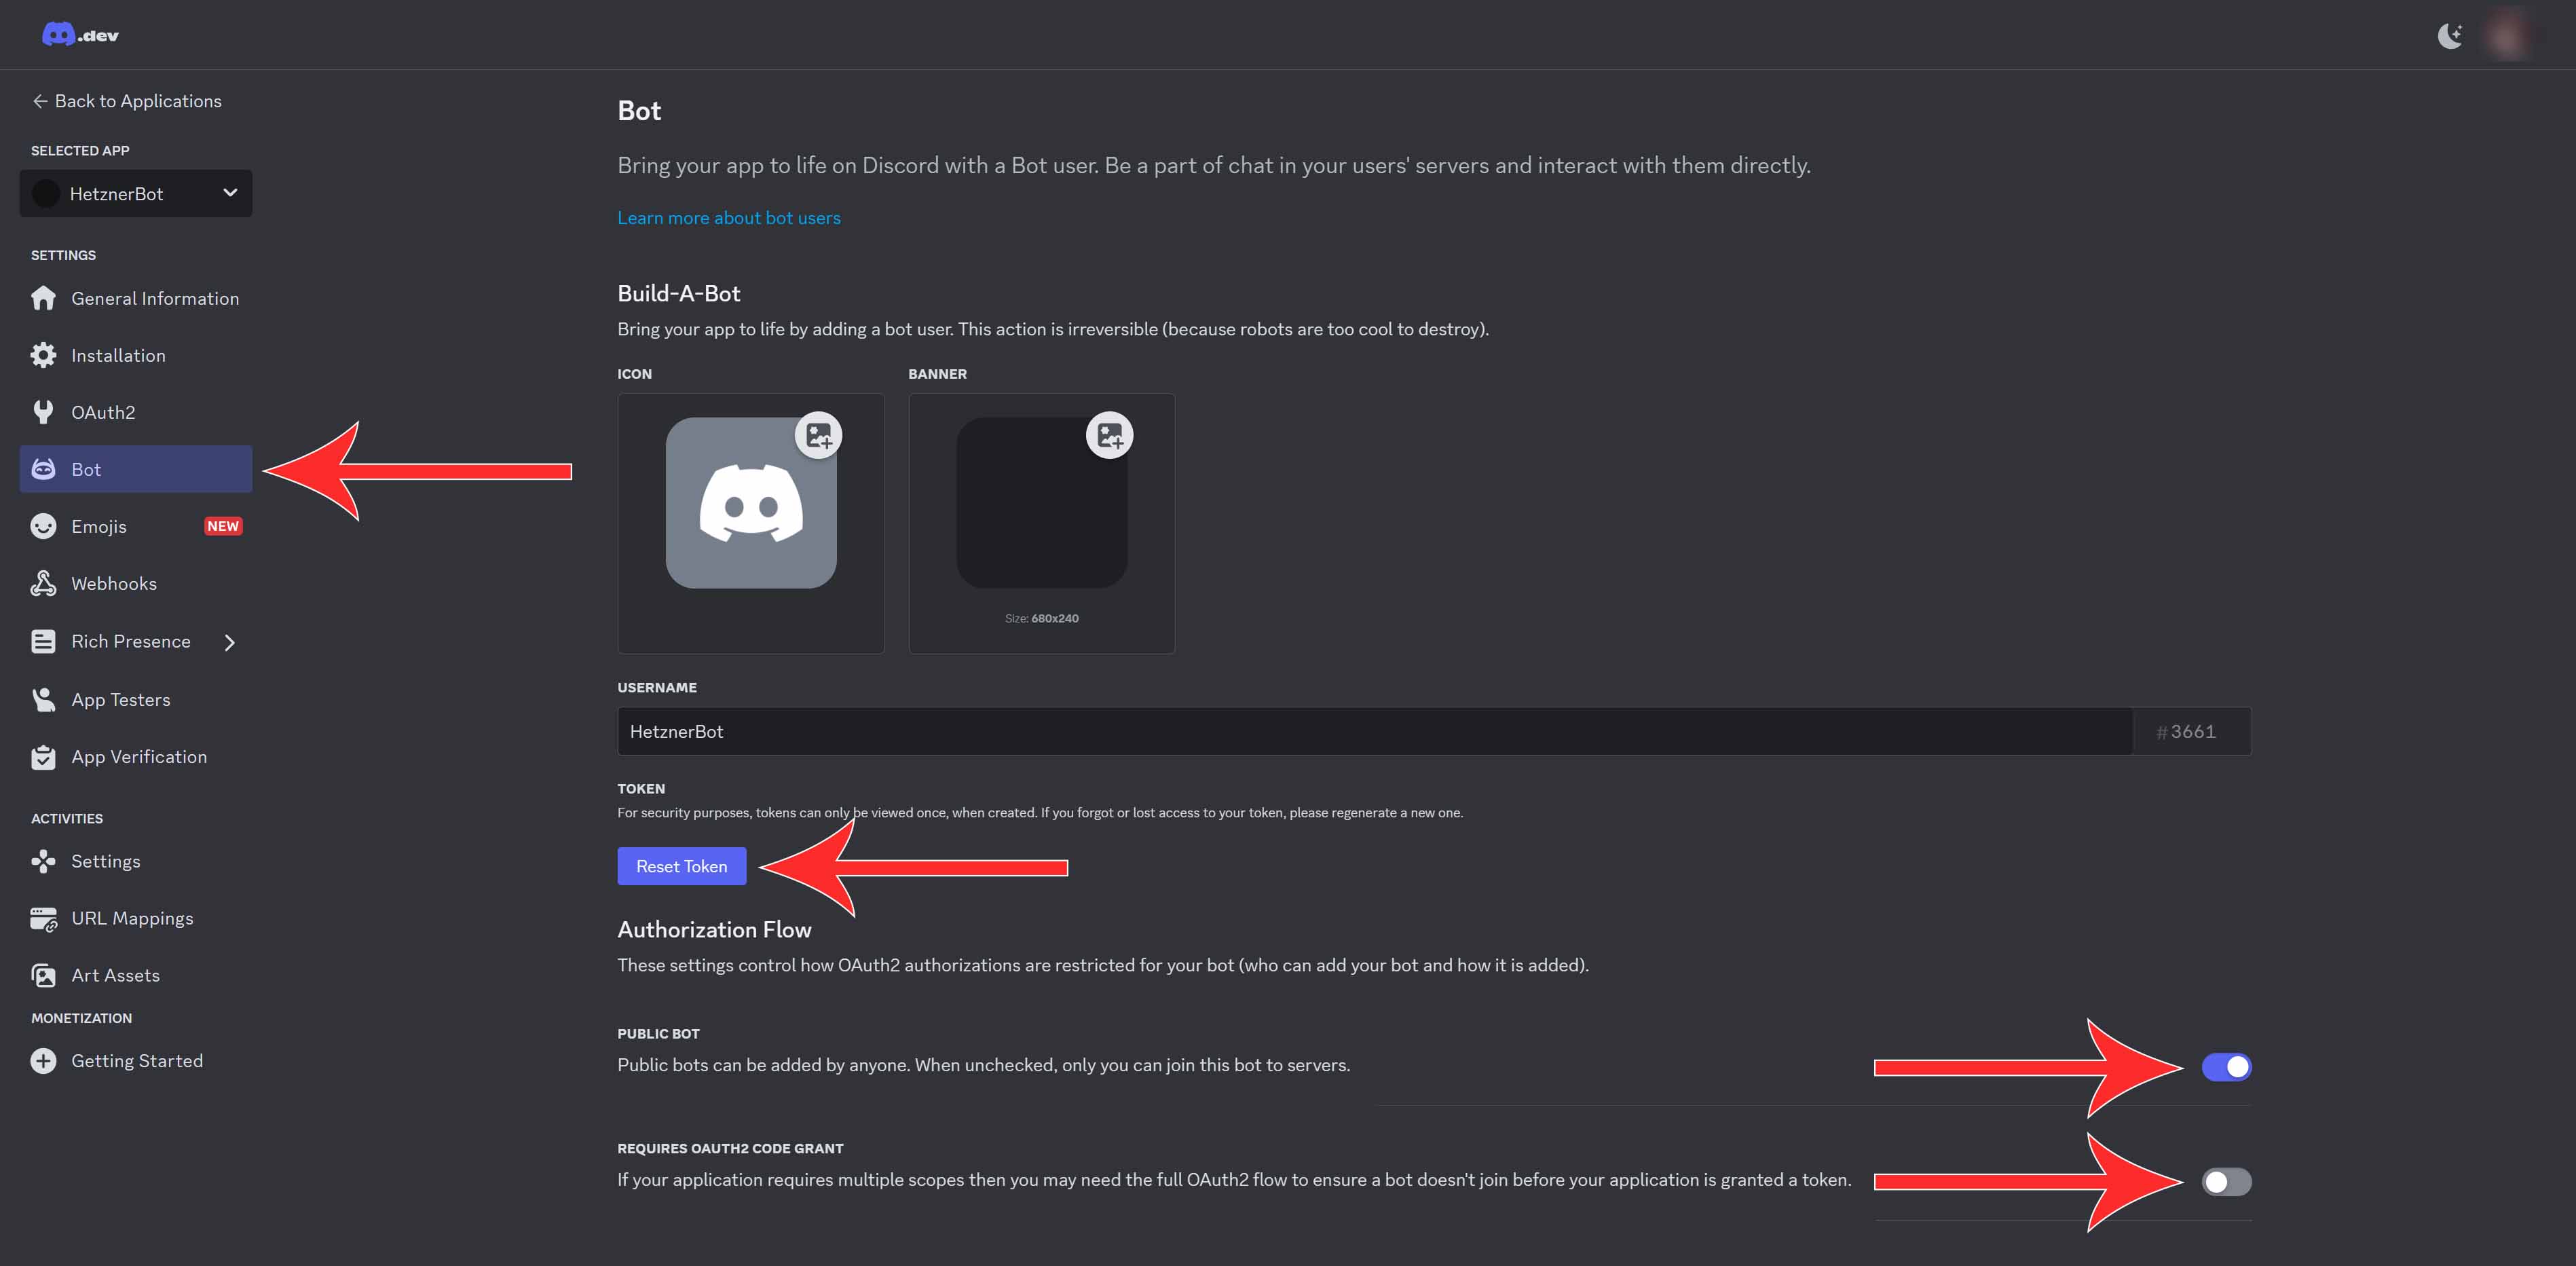 .dev
Back to Applications
SELECTED APP
HetznerBot
SETTINGS
General Information
Installation
OAuth2
Bot
Emojis
NEW
Webhooks
Rich Presence
App Testers
App Verification
ACTIVITIES
Settings
URL Mappings
Art Assets
MONETIZATION
Getting Started
Bot
Bring your app to life on Discord with a Bot user. Be a part of chat in your users' servers and interact with them directly.
Learn more about bot users
Build-A-Bot
Bring your app to life by adding a bot user. This action is irreversible (because robots are too cool to destroy).
ICON
BANNER
Size: 680x240
USERNAME
HetznerBot
#3661
TOKEN
For security purposes, tokens can only be viewed once, when created. If you forgot or lost access to your token, please regenerate a new one.
Reset Token
Authorization Flow
These settings control how OAuth2 authorizations are restricted for your bot (who can add your bot and how it is added).
PUBLIC BOT
Public bots can be added by anyone. When unchecked, only you can join this bot to servers.
REQUIRES OAUTH2 CODE GRANT
If your application requires multiple scopes then you may need the full OAuth2 flow to ensure a bot doesn't join before your application is granted a token.